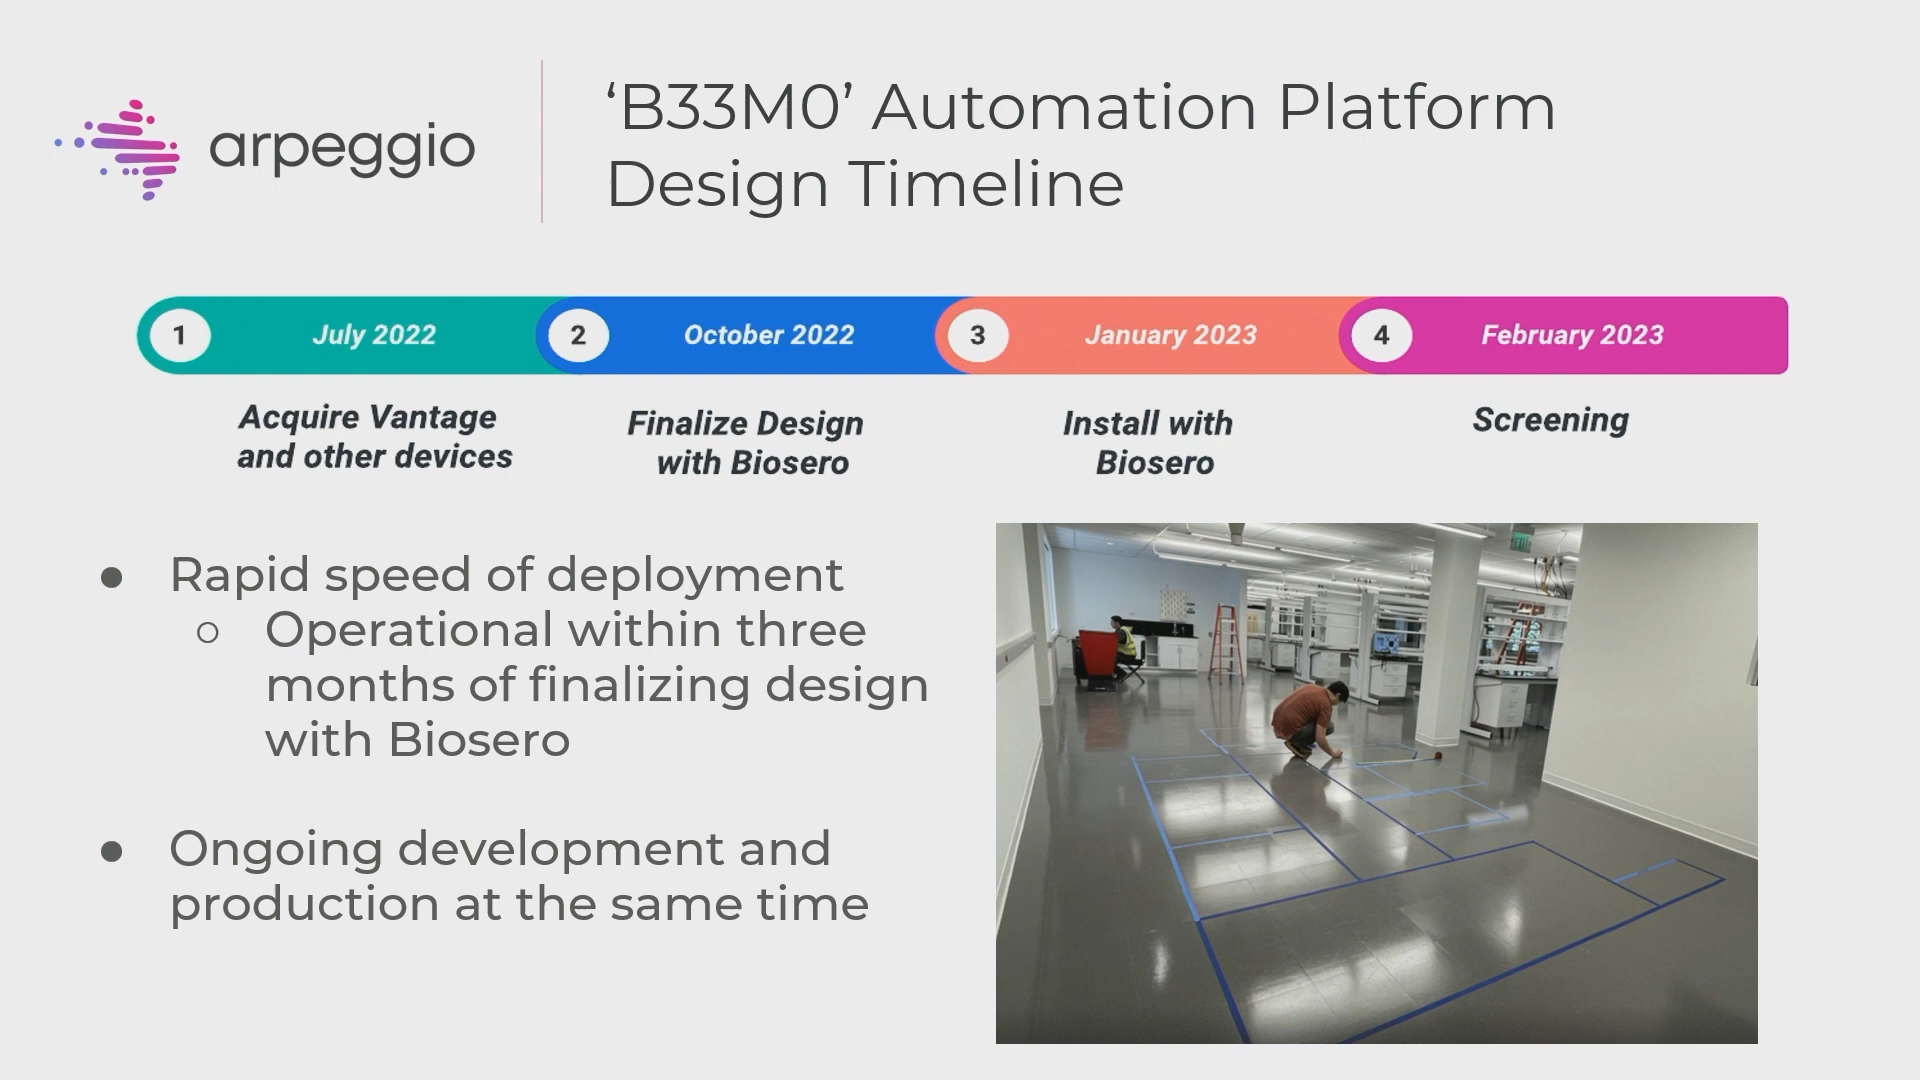 arpeggio
‘B33M0’ Automation Platform
Design Timeline
1
July 2022
2
October 2022
3
January 2023
4
February 2023
Acquire Vantage
and other devices
Finalize Design
with Biosero
Install with
Biosero
Screening
● Rapid speed of deployment
○ Operational within three
months of finalizing design
with Biosero
● Ongoing development and
production at the same time